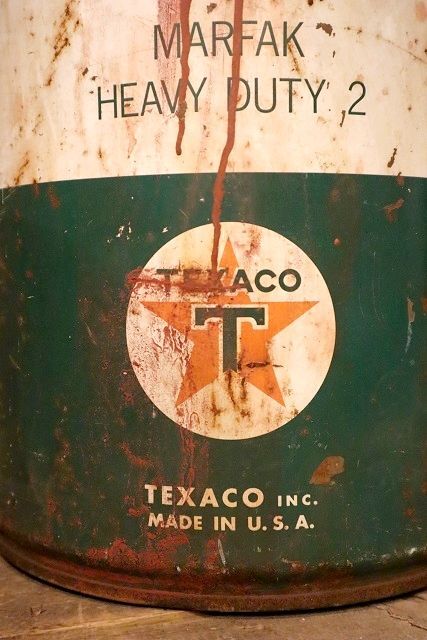 MARFAK
HEAVY DUTY 2
TEXACO
T
TEXACO INC.
MADE IN U. S. A.